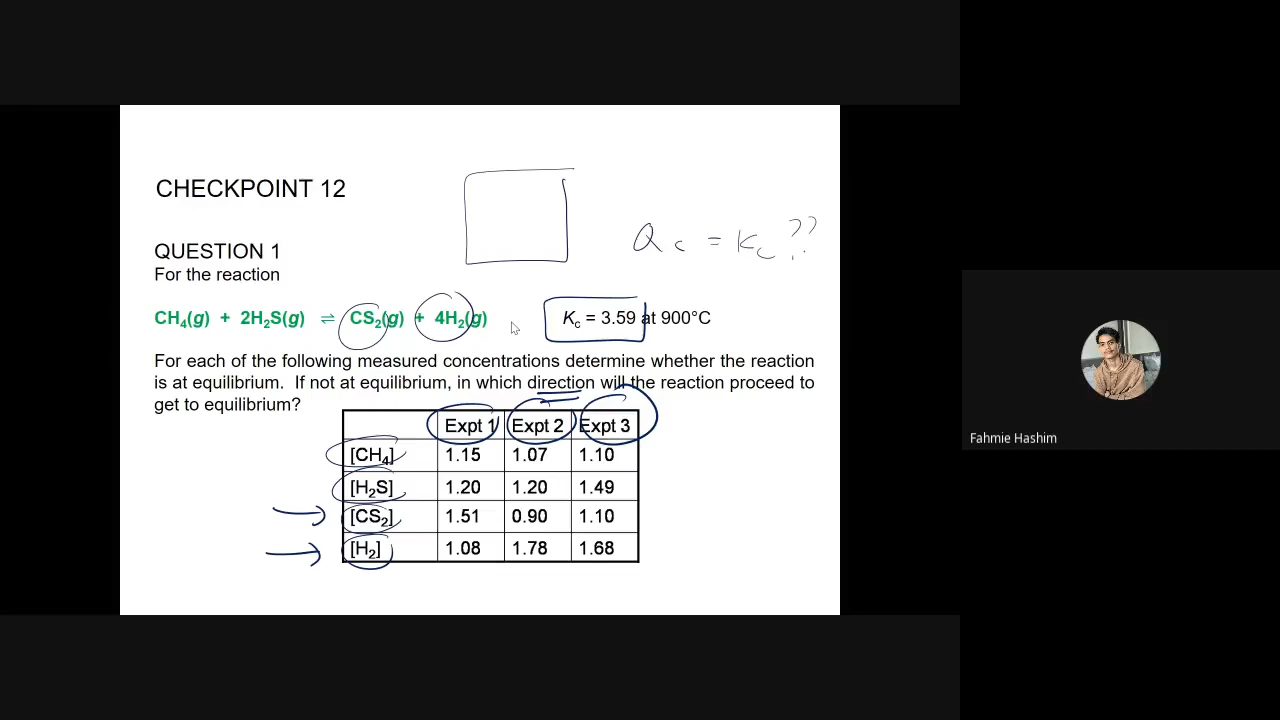 CHECKPOINT 12
Qc = Kc ??
QUESTION 1
For the reaction
CH₄(g) + 2H₂S(g) ⇌ CS₂(g) + 4H₂(g) Kc = 3.59 at 900°C
For each of the following measured concentrations determine whether the reaction
is at equilibrium. If not at equilibrium, in which direction will the reaction proceed to
get to equilibrium?
Expt 1 Expt 2 Expt 3
[CH₄] 1.15 1.07 1.10
[H₂S] 1.20 1.20 1.49
[CS₂] 1.51 0.90 1.10
[H₂] 1.08 1.78 1.68
Fahmie Hashim